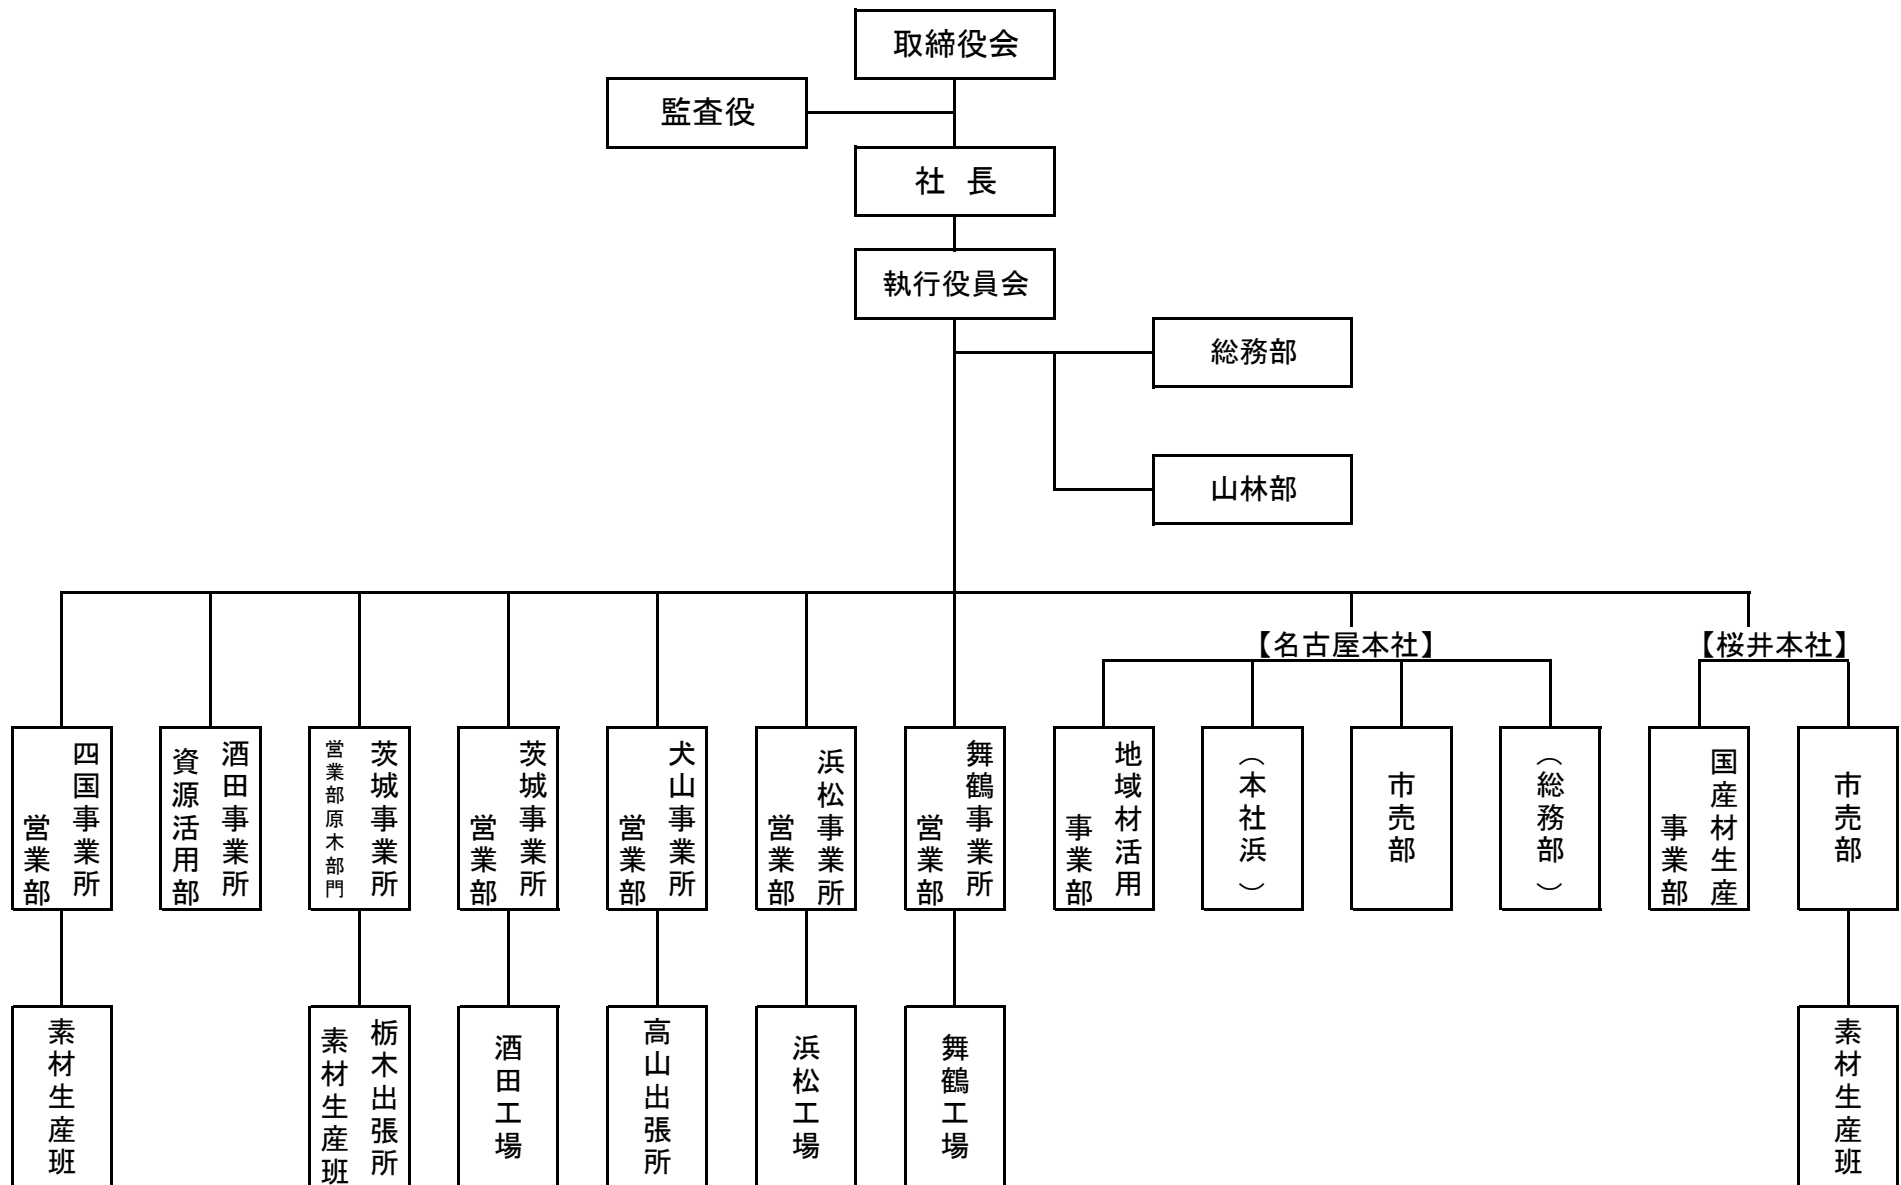 取締役会
監査役
社 長
執行役員会
総務部
山林部
【名古屋本社】
【桜井本社】
四国事業所
営業部
酒田事業所
資源活用部
茨城事業所
営業部原木部門
茨城事業所
営業部
犬山事業所
営業部
浜松事業所
営業部
舞鶴事業所
営業部
地域材活用
事業部
（本社浜）
市売部
（総務部）
国産材生産
事業部
市売部
素材生産班
栃木出張所
素材生産班
酒田工場
高山出張所
浜松工場
舞鶴工場
素材生産班